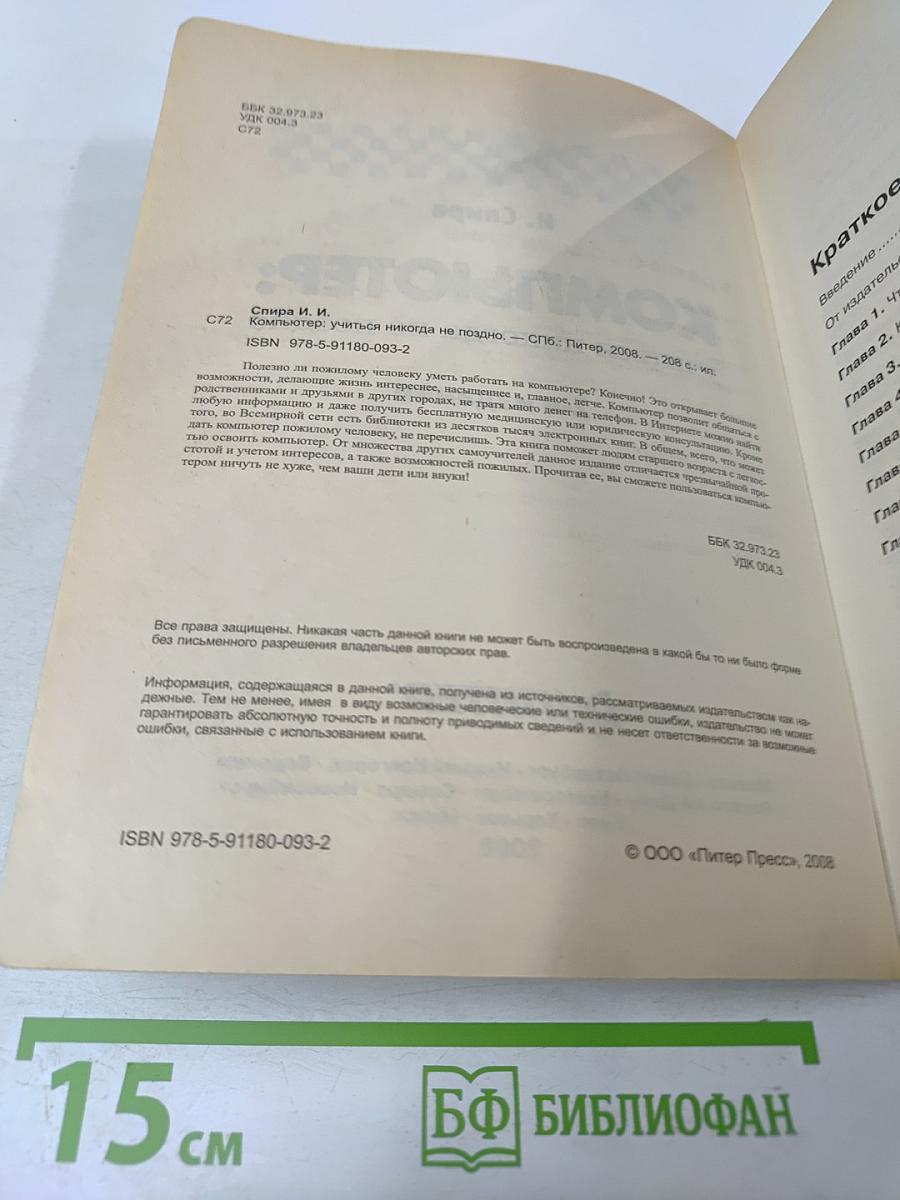 ББК 32.973.23
УДК 004.3
С72
Спира И. И.
С72 Компьютер: учиться никогда не поздно. — СПб.: Питер, 2008. — 208 с.: ил.
ISBN 978-5-91180-093-2
Полезно ли пожилому человеку уметь работать на компьютере? Конечно! Это открывает большие
возможности, делающие жизнь интереснее, насыщеннее и, главное, легче. Компьютер позволит общаться с
родственниками и друзьями в других городах, не тратя много денег на телефон. В Интернете можно найти
любую информацию и даже получить бесплатную медицинскую или юридическую консультацию. Кроме
того, во Всемирной сети есть библиотеки из десятков тысяч электронных книг. В общем, всего, что может
дать компьютер пожилому человеку, не перечислишь. Эта книга поможет людям старшего возраста с легкос-
тью освоить компьютер. От множества других самоучителей данное издание отличается чрезвычайной про-
стотой и учетом интересов, а также возможностей пожилых. Прочитав ее, вы сможете пользоваться компью-
тером ничуть не хуже, чем ваши дети или внуки!
ББК 32.973.23
УДК 004.3
Все права защищены. Никакая часть данной книги не может быть воспроизведена в какой бы то ни было форме
без письменного разрешения владельцев авторских прав.
Информация, содержащаяся в данной книге, получена из источников, рассматриваемых издательством как на-
дежные. Тем не менее, имея в виду возможные человеческие или технические ошибки, издательство не может
гарантировать абсолютную точность и полноту приводимых сведений и не несет ответственности за возможные
ошибки, связанные с использованием книги.
ISBN 978-5-91180-093-2
© ООО «Питер Пресс», 2008
Краткое
Введение .....
От издательс
Глава 1. Чт
Глава 2. К
Глава 3.
Глава 4
Глава
Глав
Гла
Гл
15 см
БФ БИБЛИОФАН